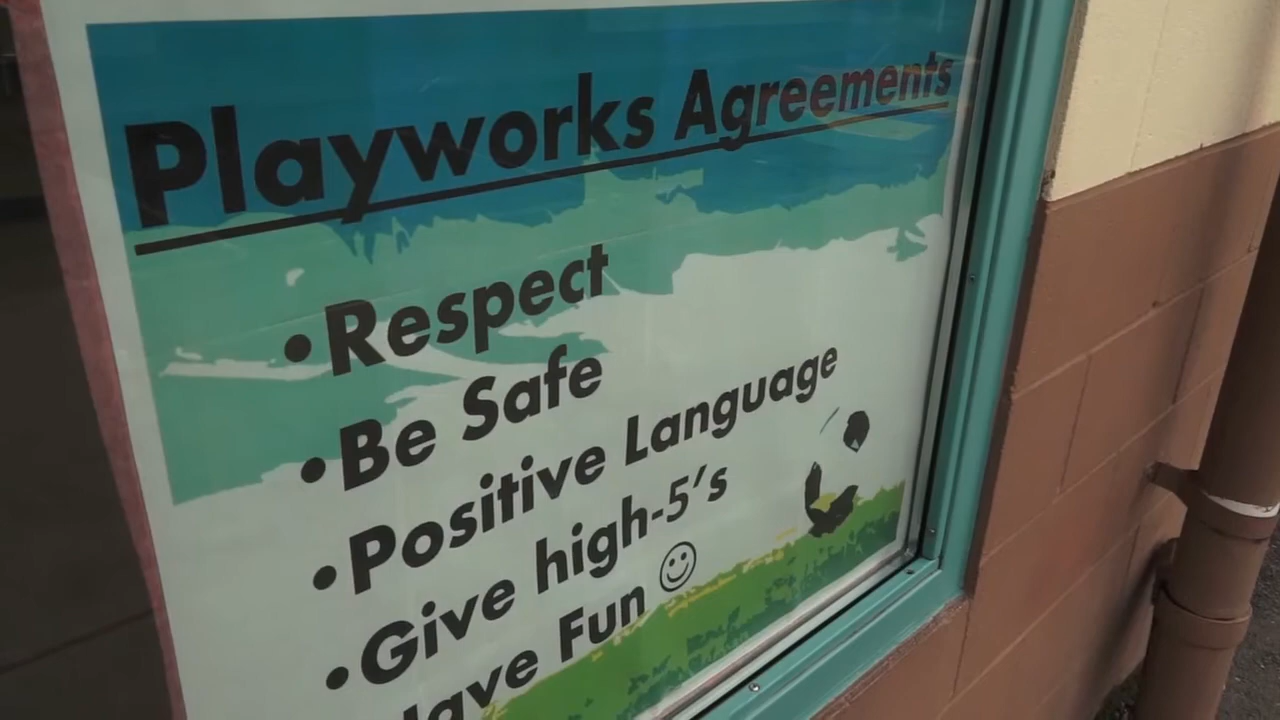 Playworks Agreements
•Respect
•Be Safe
•Positive Language
•Give high-5's
Have Fun ☺